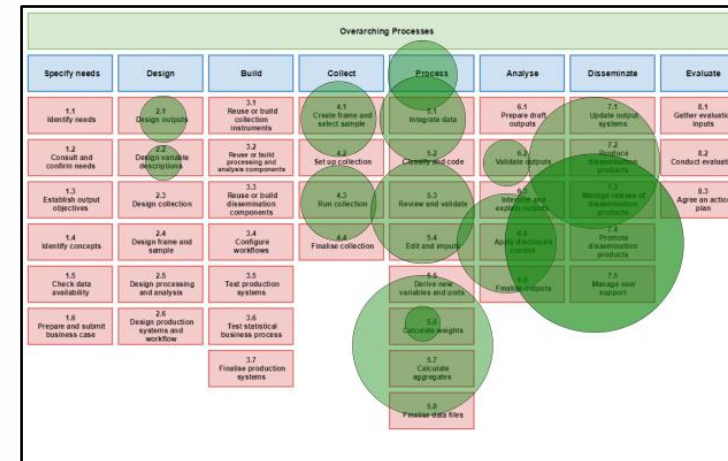 Overarching Processes
Specify needs
Design
Build
Collect
Process
Analyse
Disseminate
Evaluate
1.1
Identify needs
1.2
Consult and
confirm needs
1.3
Establish output
objectives
1.4
Identify concepts
1.5
Check data
availability
1.6
Prepare and submit
business case
2.1
Design outputs
2.2
Design variable
descriptions
2.3
Design collection
2.4
Design frame and
sample
2.5
Design processing
and analysis
2.6
Design production
systems and
workflow
3.1
Reuse or build
collection
instruments
3.2
Reuse or build
processing and
analysis components
3.3
Reuse or build
dissemination
components
3.4
Configure
workflows
3.5
Test production
systems
3.6
Test statistical
business process
3.7
Finalise production
systems
4.1
Create frame and
select sample
4.2
Set up collection
4.3
Run collection
4.4
Finalise collection
5.1
Integrate data
5.2
Classify and code
5.3
Review and validate
5.4
Edit and impute
5.5
Derive new
variables and units
5.6
Calculate weights
5.7
Calculate
aggregates
5.8
Finalise data files
6.1
Prepare draft
outputs
6.2
Validate outputs
6.3
Interpret and
explain outputs
6.4
Apply disclosure
control
6.5
Finalise outputs
7.1
Update output
systems
7.2
Produce
dissemination
products
7.3
Manage release of
dissemination
products
7.4
Promote
dissemination
products
7.5
Manage user
support
8.1
Gather evaluati
inputs
8.2
Conduct evaluati
8.3
Agree an action
plan